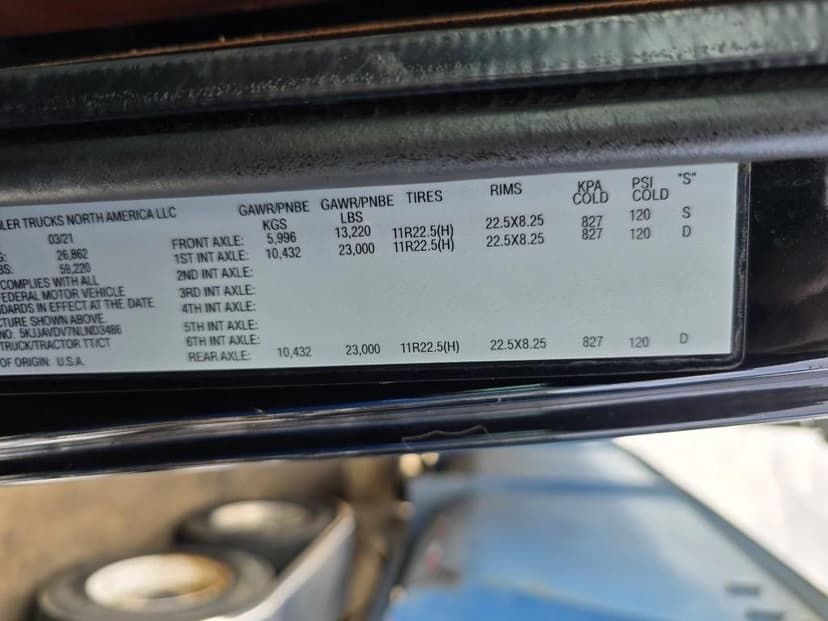 LER TRUCKS NORTH AMERICA LLC GAWR/PNBE GAWR/PNBE TIRES RIMS KPA PSI "S"
03/21 KGS LBS COLD COLD
G: 26,862 FRONT AXLE: 5,996 13,220 11R22.5(H) 22.5X8.25 827 120 S
BS: 59,220 1ST INT AXLE: 10,432 23,000 11R22.5(H) 22.5X8.25 827 120 D
COMPLIES WITH ALL 2ND INT AXLE:
FEDERAL MOTOR VEHICLE 3RD INT AXLE:
DARDS IN EFFECT AT THE DATE 4TH INT AXLE:
CTURE SHOWN ABOVE. 5TH INT AXLE:
NO: 5KJJAVDV7NLND3486 6TH INT AXLE:
TRUCK/TRACTOR TT/CT REAR AXLE: 10,432 23,000 11R22.5(H) 22.5X8.25 827 120 D
OF ORIGIN: U.S.A.